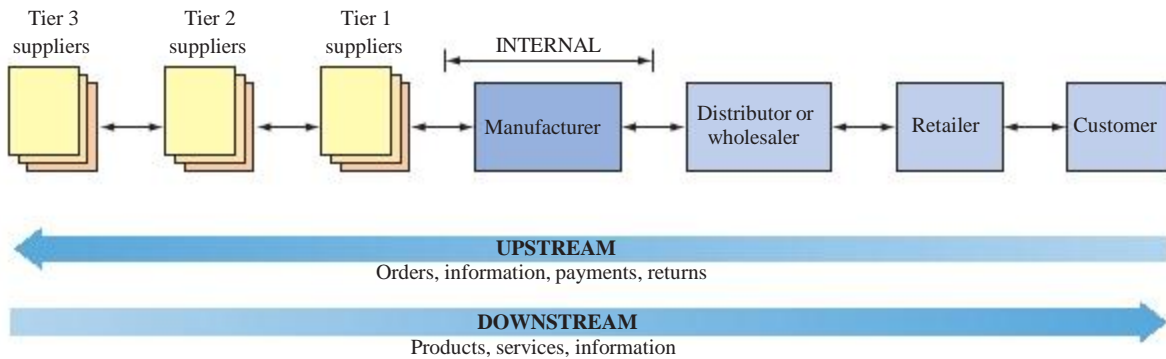 Tier 3
suppliers
Tier 2
suppliers
Tier 1
suppliers
INTERNAL
Manufacturer
Distributor or
wholesaler
Retailer
Customer
UPSTREAM
Orders, information, payments, returns
DOWNSTREAM
Products, services, information